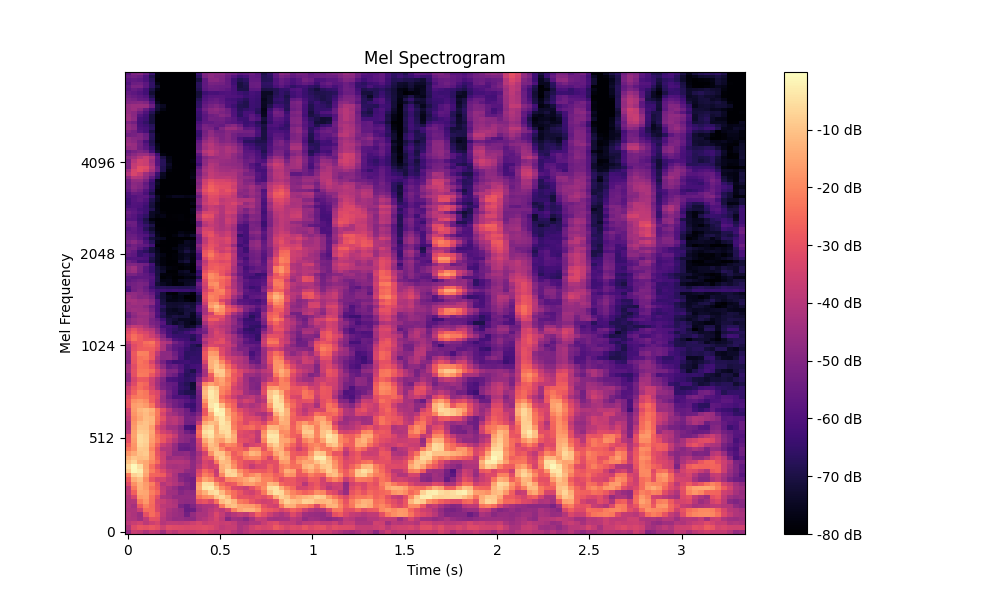 Mel Spectrogram
Mel Frequency
4096
2048
1024
512
0
0
0.5
1
1.5
2
2.5
3
Time (s)
-10 dB
-20 dB
-30 dB
-40 dB
-50 dB
-60 dB
-70 dB
-80 dB